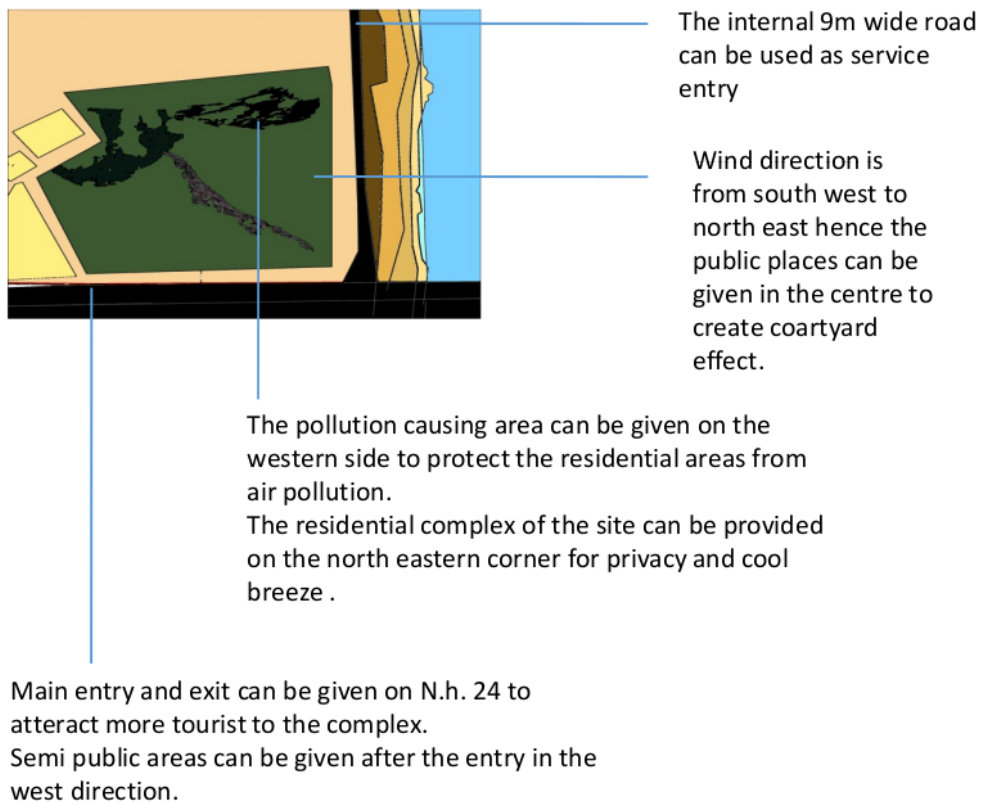 The internal 9m wide road
can be used as service
entry
Wind direction is
from south west to
north east hence the
public places can be
given in the centre to
create coartyard
effect.
The pollution causing area can be given on the
western side to protect the residential areas from
air pollution.
The residential complex of the site can be provided
on the north eastern corner for privacy and cool
breeze .
Main entry and exit can be given on N.h. 24 to
atteract more tourist to the complex.
Semi public areas can be given after the entry in the
west direction.